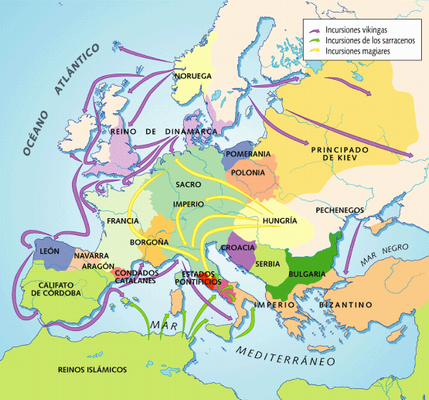 Incursiones vikingas
Incursiones de los sarracenos
Incursiones magiares
OCÉANO ATLÁNTICO
NORUEGA
REINO DE DINAMARCA
POMERANIA
POLONIA
PRINCIPADO
DE KIEV
SACRO
IMPERIO
PECHENEGOS
FRANCIA
HUNGRÍA
BORGOÑA
MAR NEGRO
LEÓN
NAVARRA
ARAGÓN
CROACIA
SERBIA
BULGARIA
CONDADOS
CATALANES
ESTADOS
PONTIFICIOS
CALIFATO
DE CÓRDOBA
IMPERIO BIZANTINO
MAR MEDITERRÁNEO
REINOS ISLÁMICOS